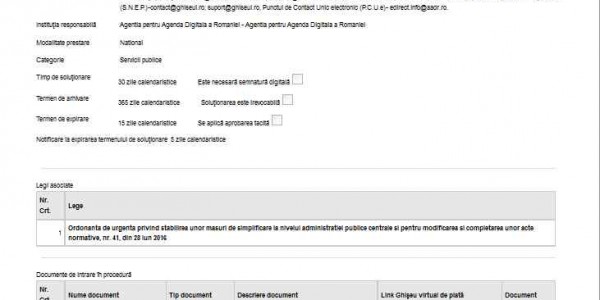 (S.N.E.P)-contact@ghiseul.ro; suport@ghiseul.ro, Punctul de Contact Unic electronic (P.C.U.e)- edirect.info@aadr.ro.
Instituția responsabilă Agentia pentru Agenda Digitala a Romaniei - Agentia pentru Agenda Digitala a Romaniei
Modalitate prestare National
Categorie Servicii publice
Timp de soluționare 30 zile calendaristice Este necesară semnatură digitală
Termen de arhivare 365 zile calendaristice Soluționarea este irevocabilă
Termen de expirare 15 zile calendaristice Se aplică aprobarea tacită
Notificare la expirarea termenului de soluționare 5 zile calendaristice
Legi asociate
Nr. Crt. Lege
1 Ordonanta de urgenta privind stabilirea unor masuri de simplificare la nivelul administratiei publice centrale si pentru modificarea si completarea unor acte
normative, nr. 41, din 28 Iun 2016
Documente de intrare în procedură
Nr. Crt. Nume document Tip document Descriere document Link Ghișeu virtual de plată Document